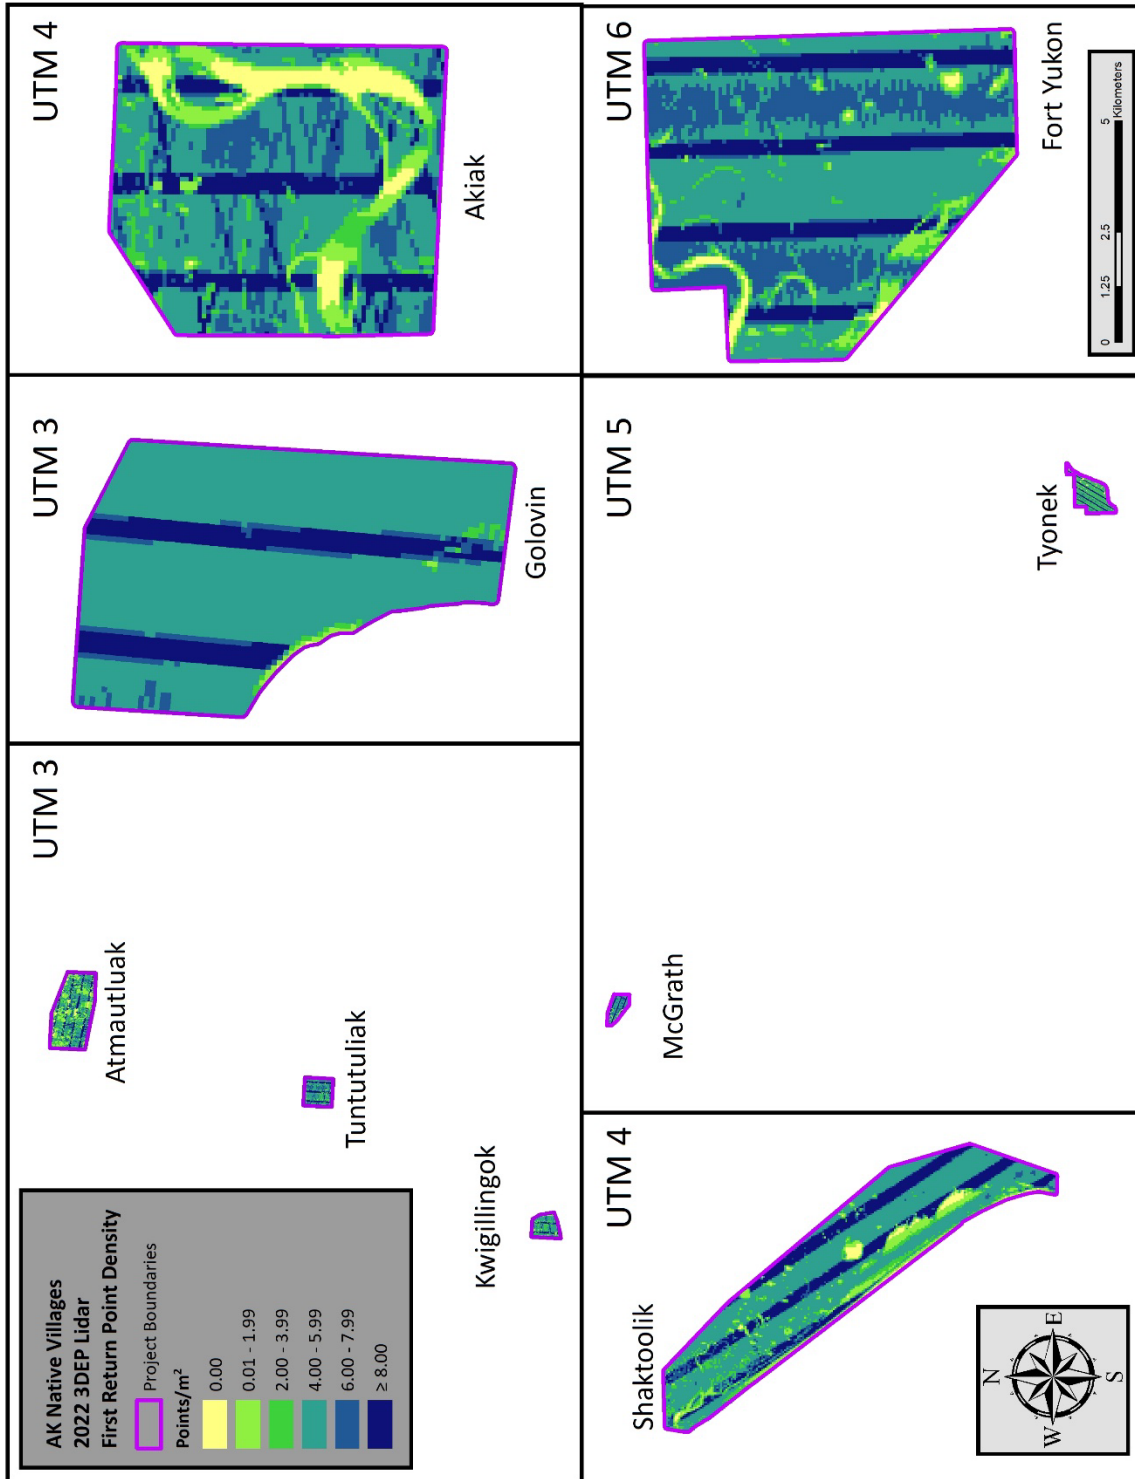 AK Native Villages
2022 3DEP Lidar
First Return Point Density
Project Boundaries
Points/m²
0.00
0.01 - 1.99
2.00 - 3.99
4.00 - 5.99
6.00 - 7.99
≥ 8.00
UTM 3
Atmautluak
Tuntutuliak
Kwigillingok
UTM 3
Golovin
UTM 4
Akiak
UTM 4
Shaktoolik
N
W
E
S
UTM 5
McGrath
Tyonek
UTM 6
Fort Yukon
0 1.25 2.5 5
Kilometers